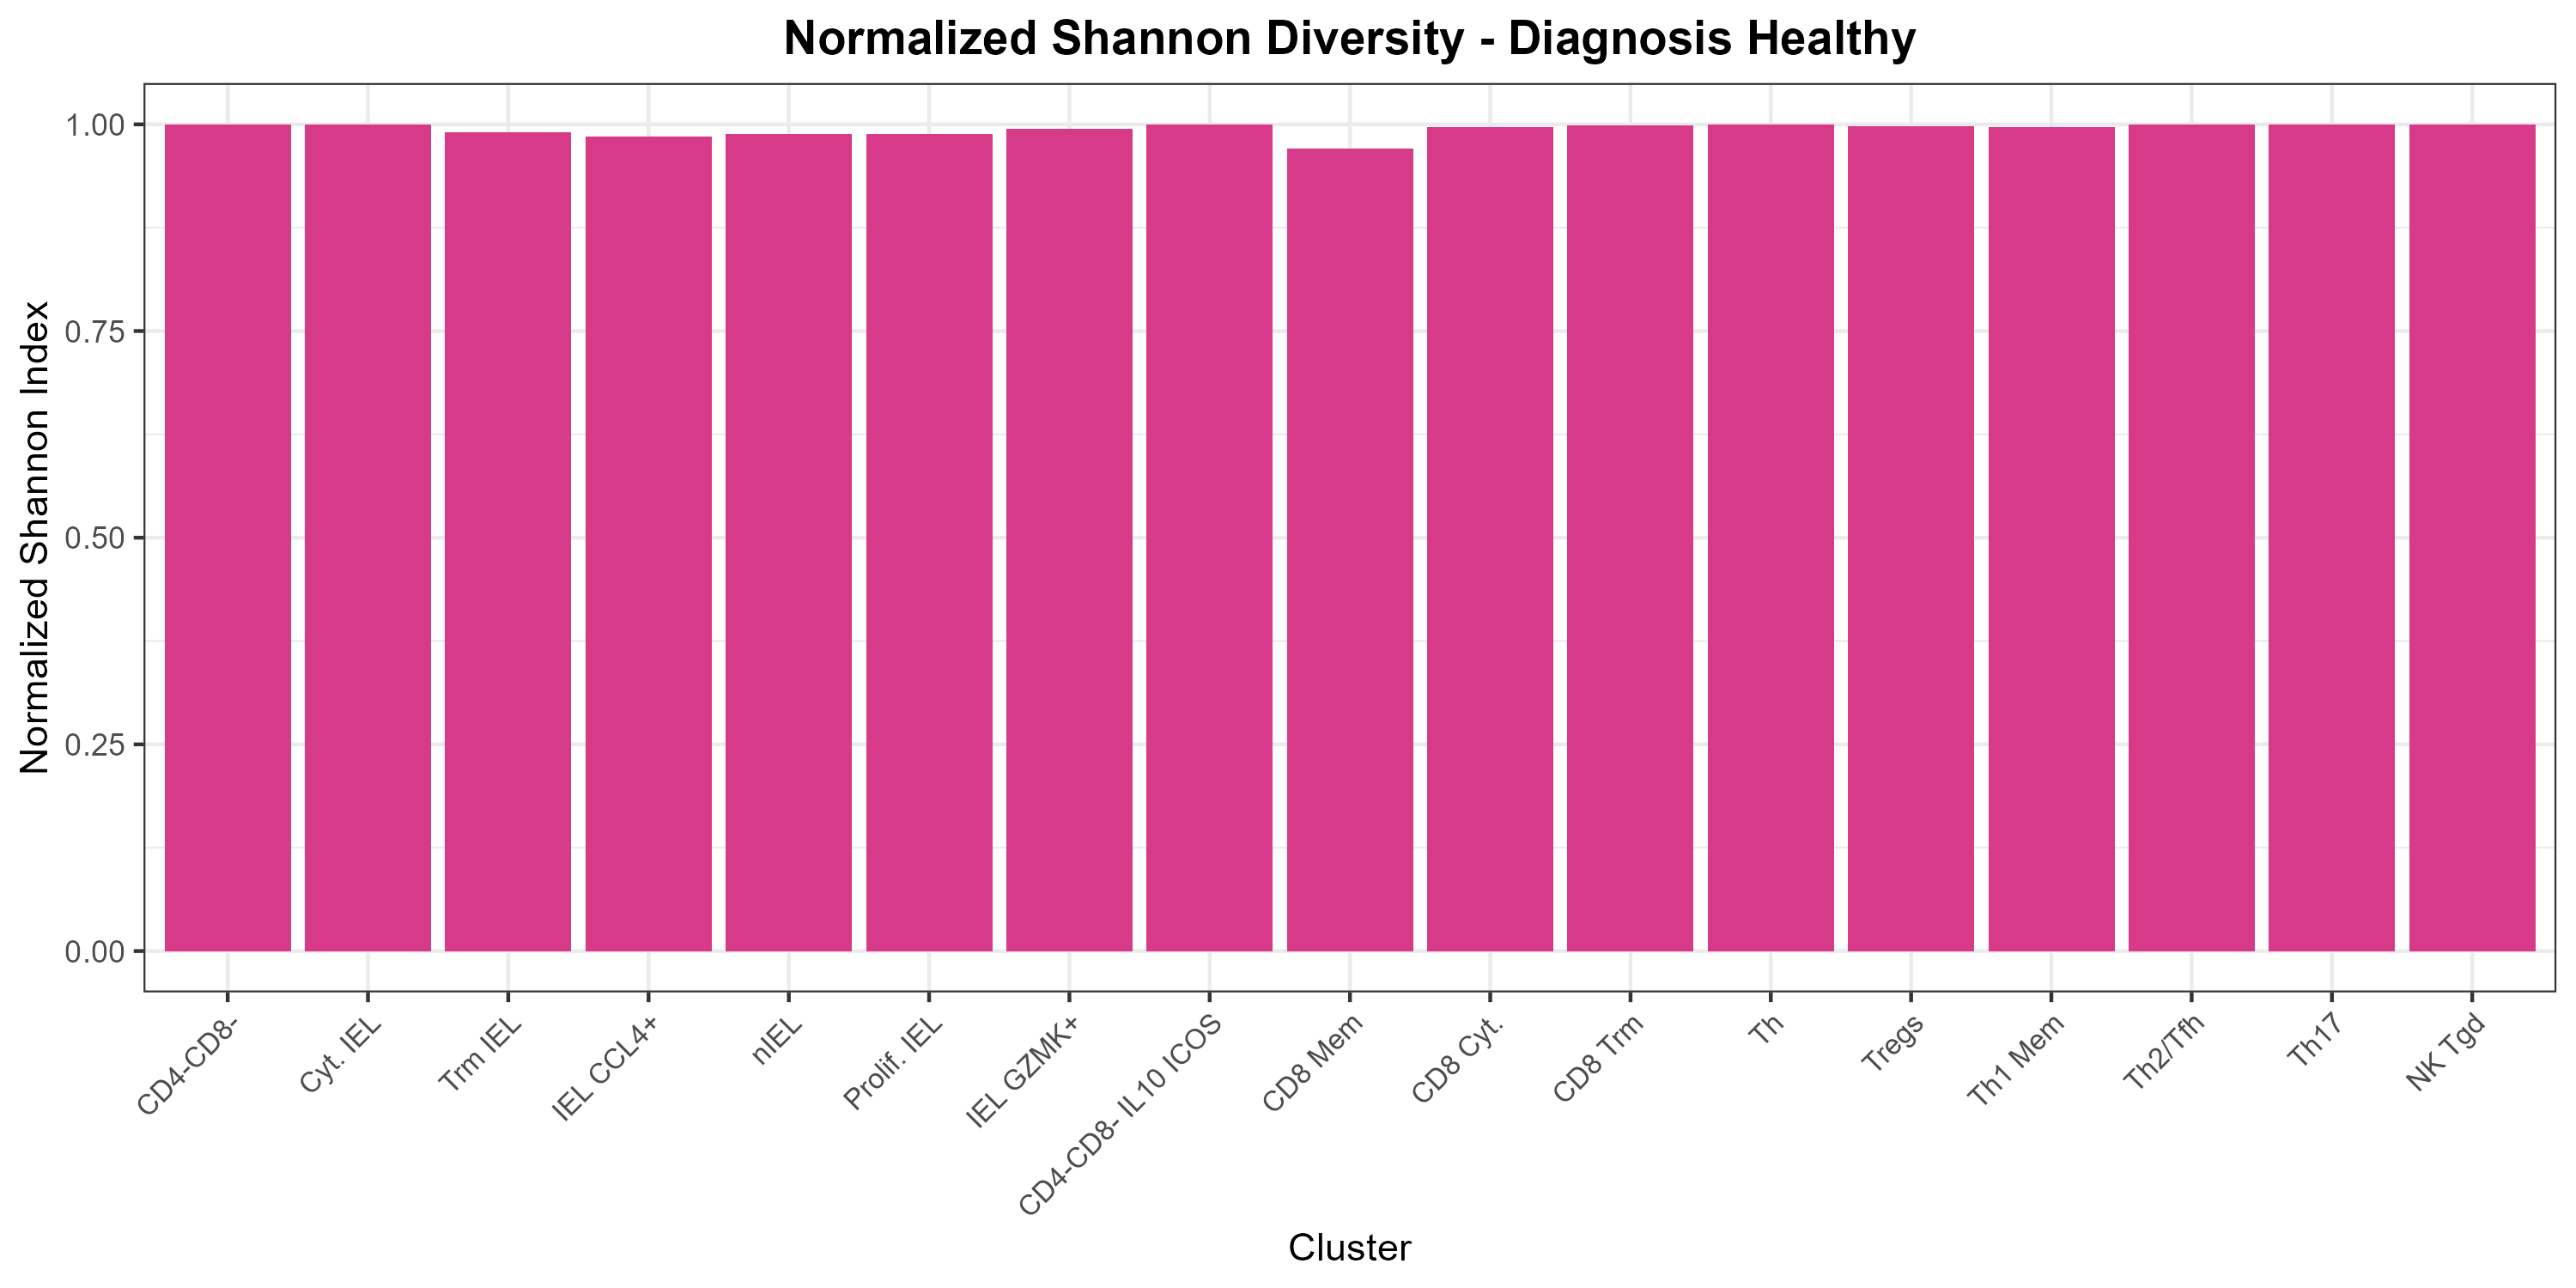 Normalized Shannon Diversity - Diagnosis Healthy
Normalized Shannon Index
1.00
0.75
0.50
0.25
0.00
CD4-CD8-
Cyt. IEL
Trm IEL
IEL CCL4+
nIEL
Prolif. IEL
IEL GZMK+
CD4-CD8- IL10 ICOS
CD8 Mem
CD8 Cyt.
CD8 Trm
Th
Tregs
Th1 Mem
Th2/Tfh
Th17
NK Tgd
Cluster